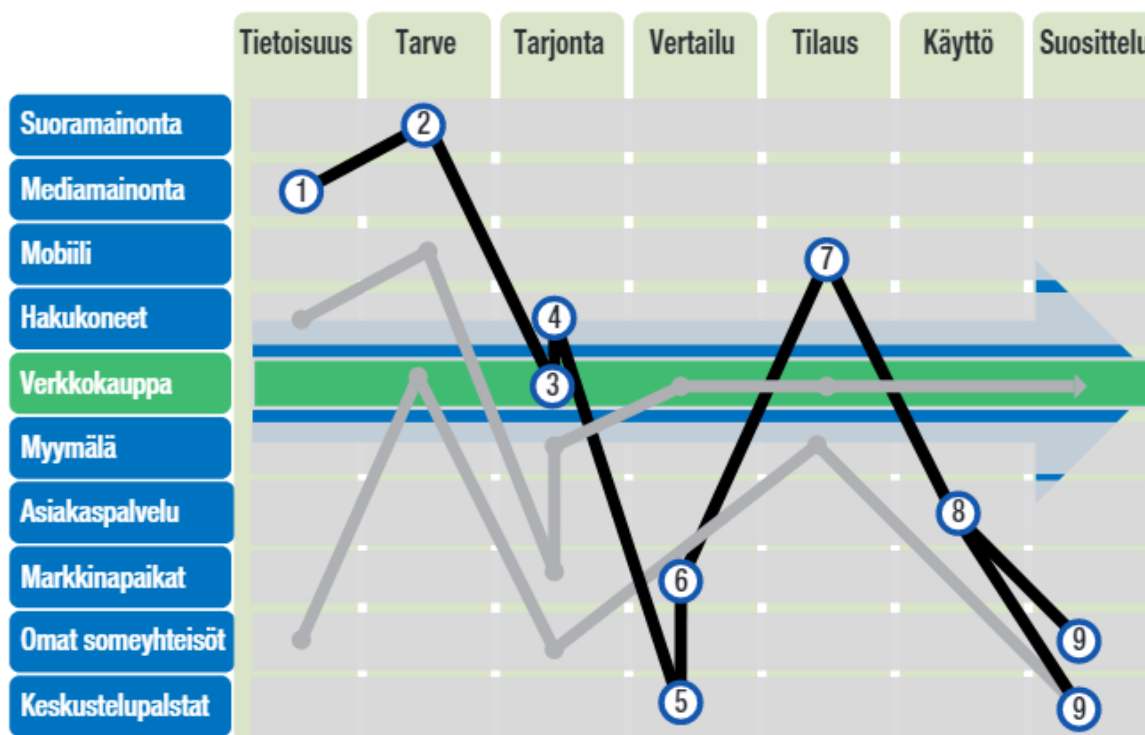 Tietoisuus Tarve Tarjonta Vertailu Tilaus Käyttö Suosittelu
Suoramainonta 2
Mediamainonta 1
Mobiili 7
Hakukoneet 4
Verkkokauppa 3
Myymälä
Asiakaspalvelu 8
Markkinapaikat 6
Omat someyhteisöt 9
Keskustelupalstat 5 9